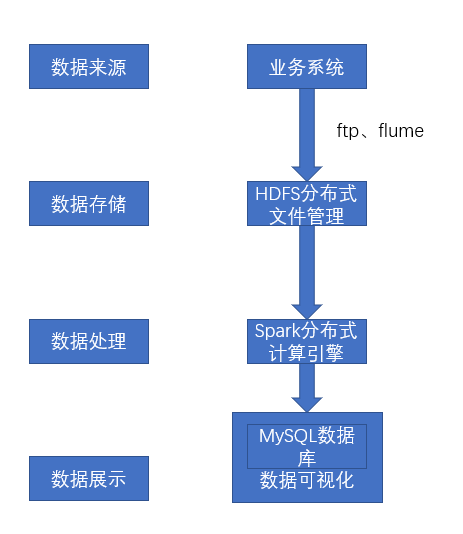 数据来源
业务系统
ftp、flume
数据存储
HDFS分布式
文件管理
数据处理
Spark分布式
计算引擎
MySQL数据
库
数据展示
数据可视化